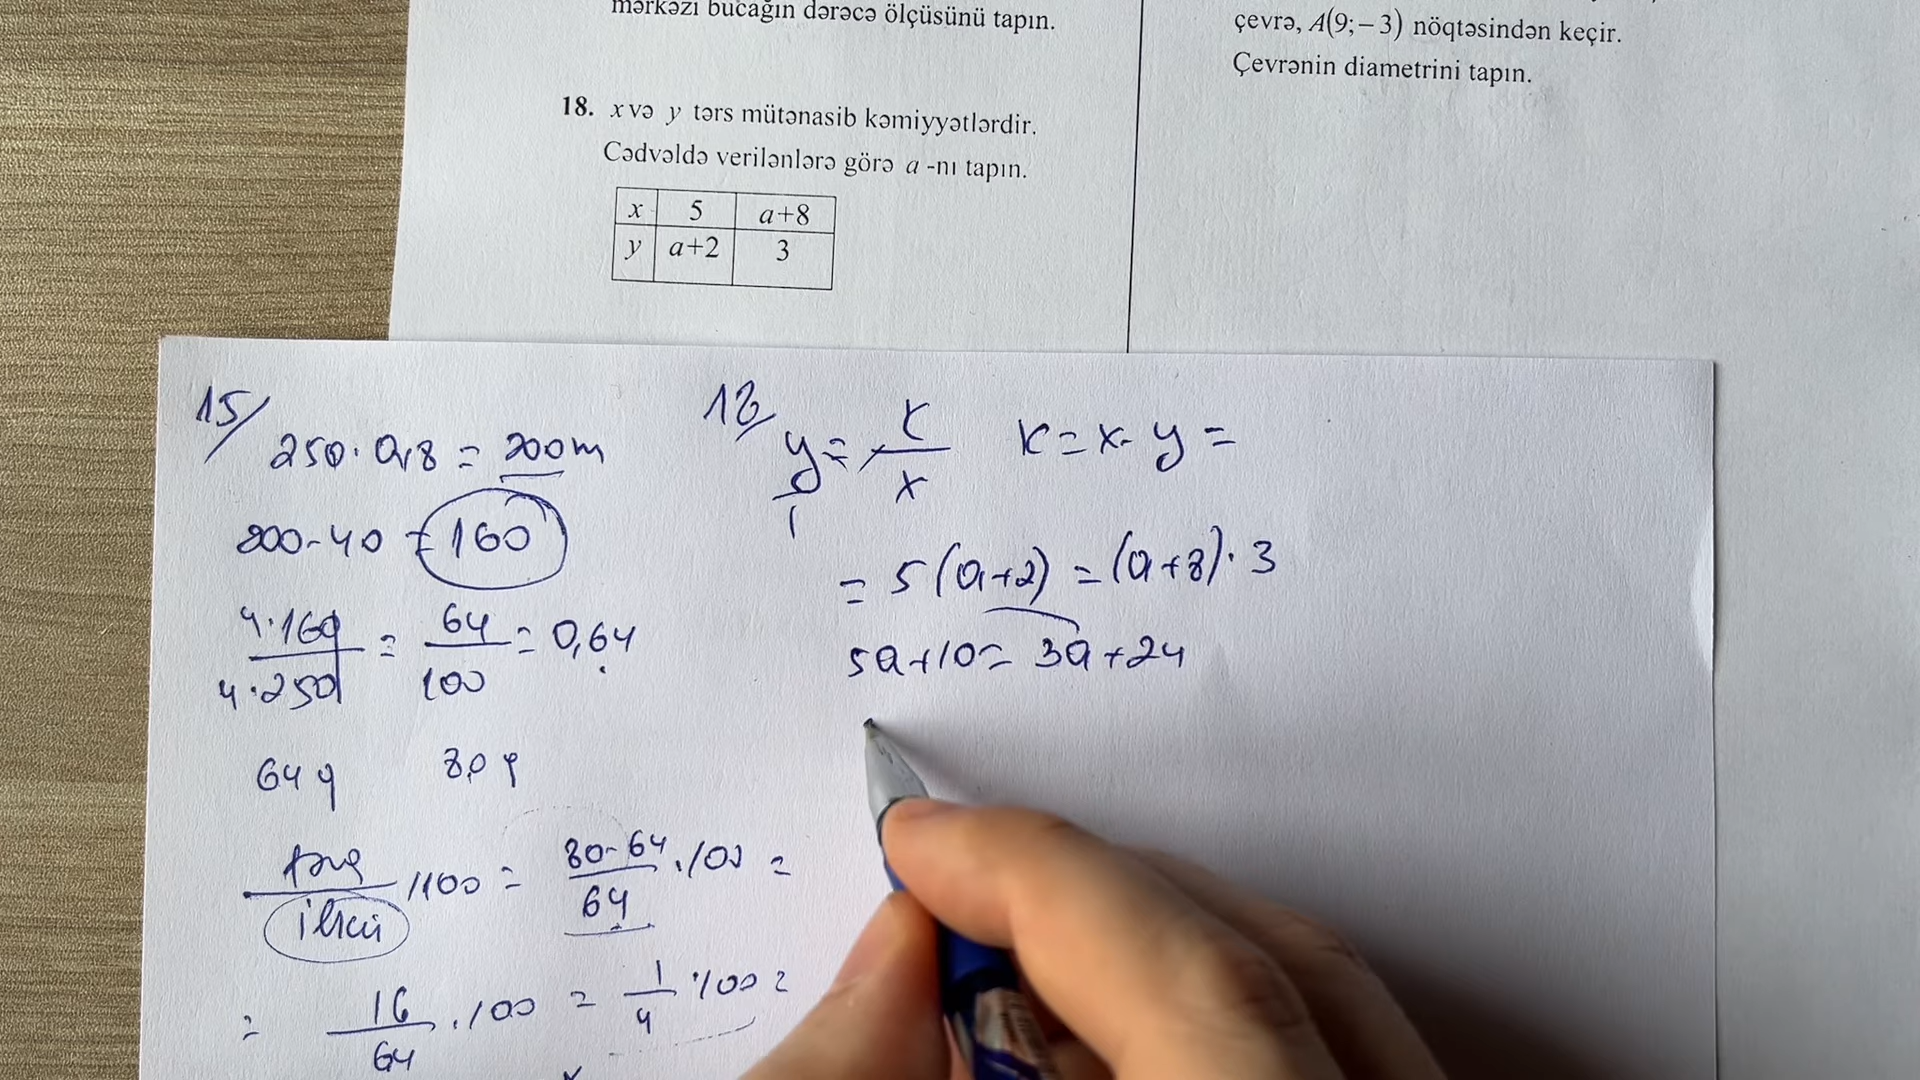 mərkəzi bucağın dərəcə ölçüsünü tapın.
18. x və y tərs mütənasib kəmiyyətlərdir.
Cədvəldə verilənlərə görə a -nı tapın.
x 5 a+8
y a+2 3
çevrə, A(9;– 3) nöqtəsindən keçir.
Çevrənin diametrini tapın.
15/
250 · 0,8 = 200m
200 - 40 = 160
4·160 / 4·250 = 64 / 100 = 0,64
64 q 80 q
fərq / ilkin · 100 = 80-64 / 64 · 100 =
= 16 / 64 · 100 = 1 / 4 · 100 =
18/
y / 1 = k / x k = x · y =
= 5(a+2) = (a+8) · 3
5a+10 = 3a+24